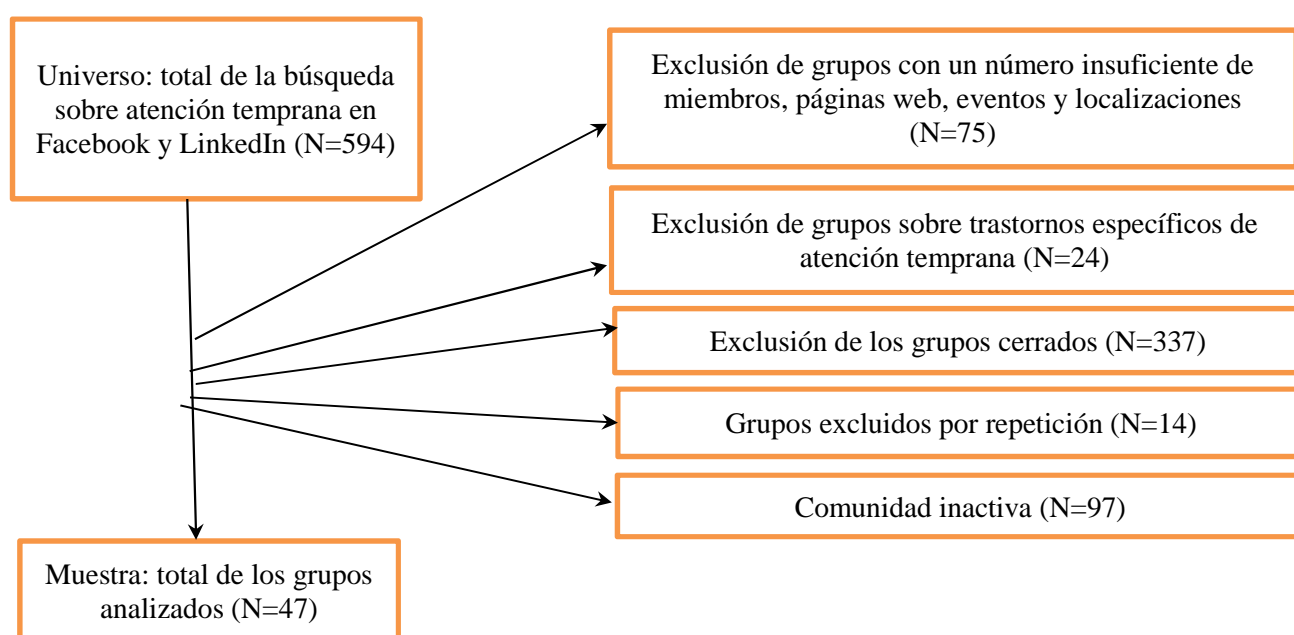 Universo: total de la búsqueda
sobre atención temprana en
Facebook y LinkedIn (N=594)
Exclusión de grupos con un número insuficiente de
miembros, páginas web, eventos y localizaciones
(N=75)
Exclusión de grupos sobre trastornos específicos de
atención temprana (N=24)
Exclusión de los grupos cerrados (N=337)
Grupos excluidos por repetición (N=14)
Comunidad inactiva (N=97)
Muestra: total de los grupos
analizados (N=47)